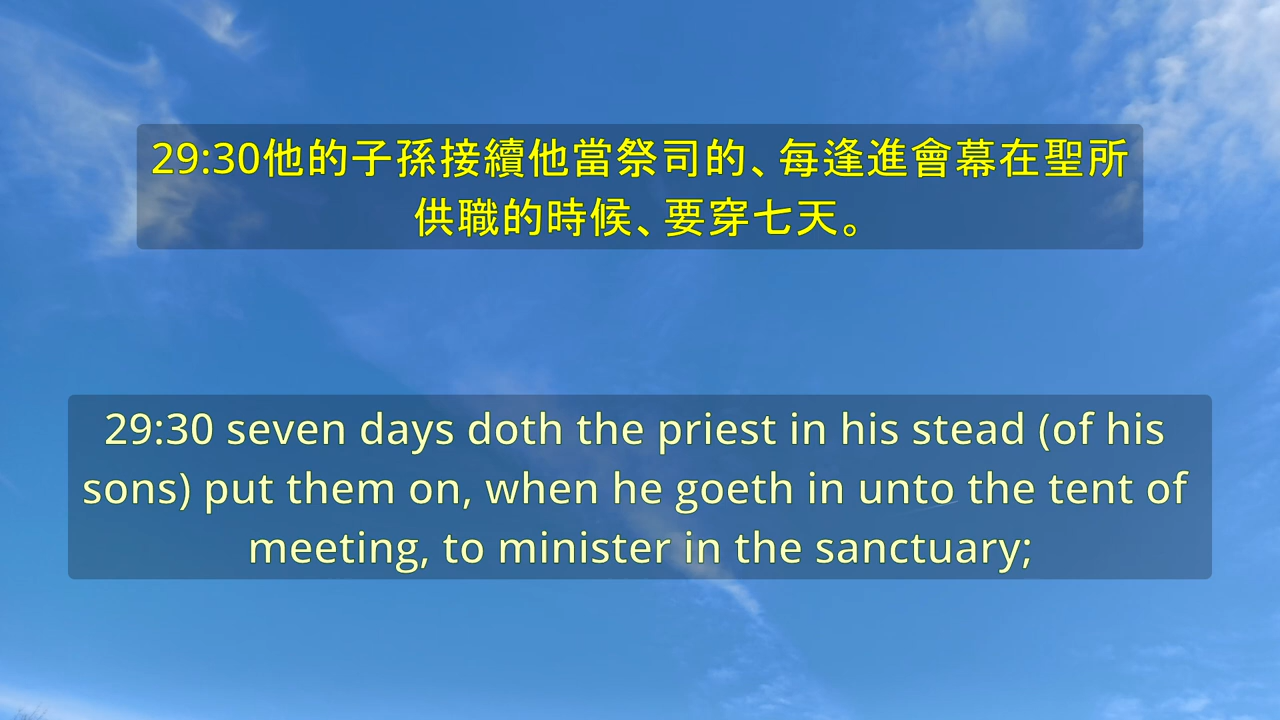 29:30他的子孫接續他當祭司的、每逢進會幕在聖所
供職的時候、要穿七天。
29:30 seven days doth the priest in his stead (of his
sons) put them on, when he goeth in unto the tent of
meeting, to minister in the sanctuary;